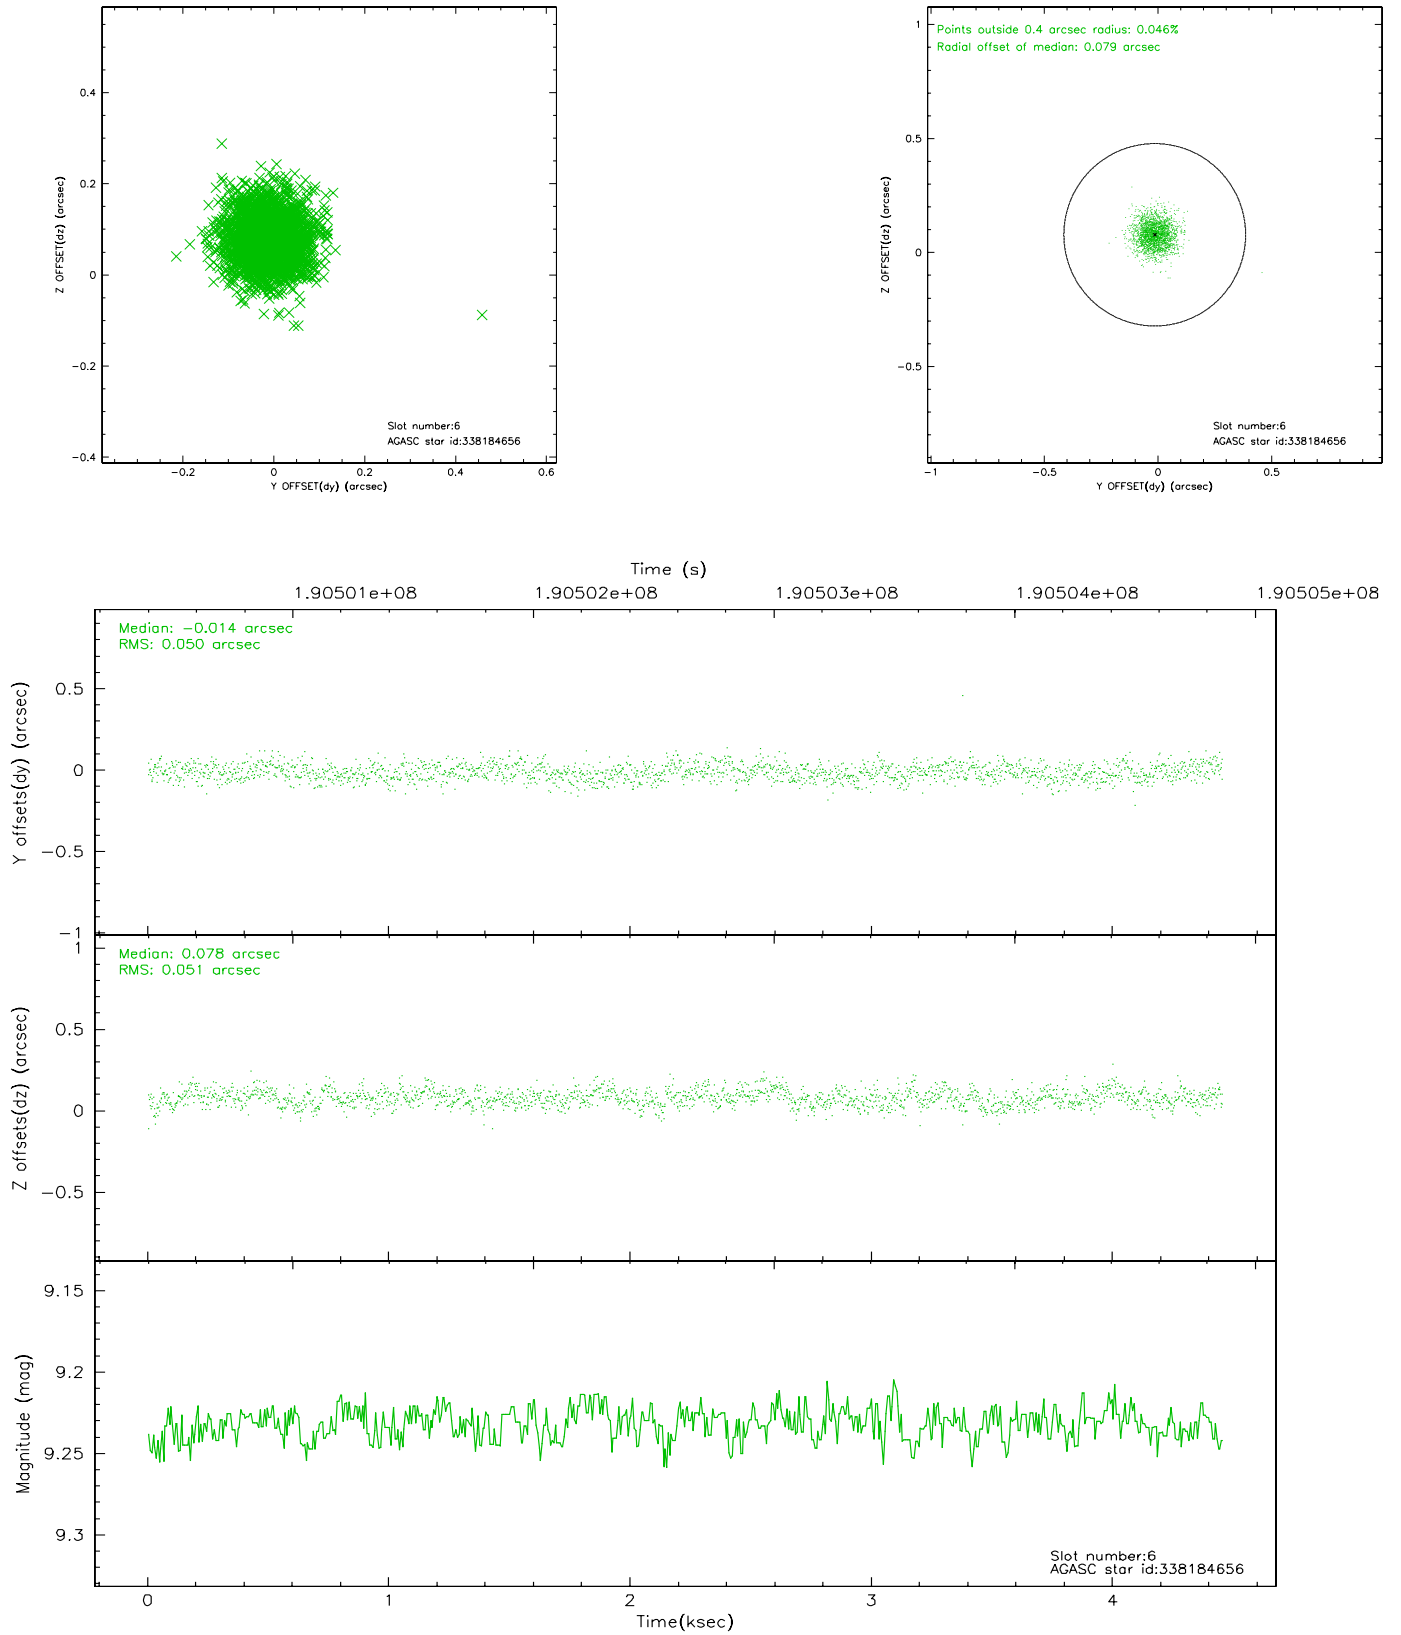 0.4
0.2
0
−0.2
−0.4
Z OFFSET(dz) (arcsec)
Slot number:6
AGASC star id:338184656
−0.2 0 0.2 0.4 0.6
Y OFFSET(dy) (arcsec)
Points outside 0.4 arcsec radius: 0.046%
Radial offset of median: 0.079 arcsec
1
0.5
0
−0.5
Z OFFSET(dz) (arcsec)
Slot number:6
AGASC star id:338184656
−1 −0.5 0 0.5
Y OFFSET(dy) (arcsec)
Time (s)
1.90501e+08 1.90502e+08 1.90503e+08 1.90504e+08 1.90505e+08
Median: −0.014 arcsec
RMS: 0.050 arcsec
0.5
0
−0.5
−1
Y offsets(dy) (arcsec)
Median: 0.078 arcsec
RMS: 0.051 arcsec
1
0.5
0
−0.5
Z offsets(dz) (arcsec)
9.15
9.2
9.25
9.3
Magnitude (mag)
Slot number:6
AGASC star id:338184656
0 1 2 3 4
Time(ksec)